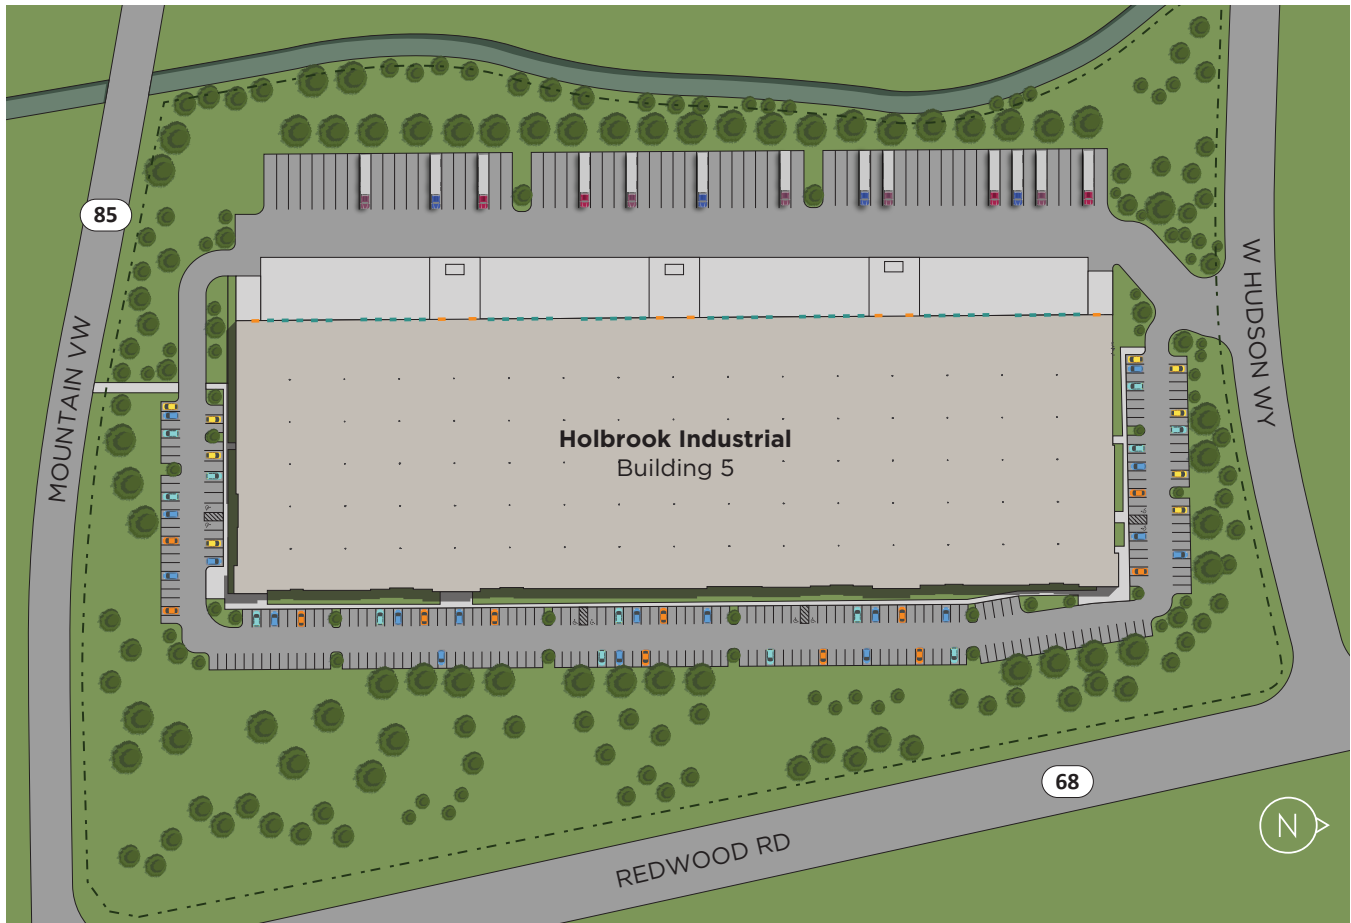 85
MOUNTAIN VW
W HUDSON WY
Holbrook Industrial
Building 5
68
REDWOOD RD
N